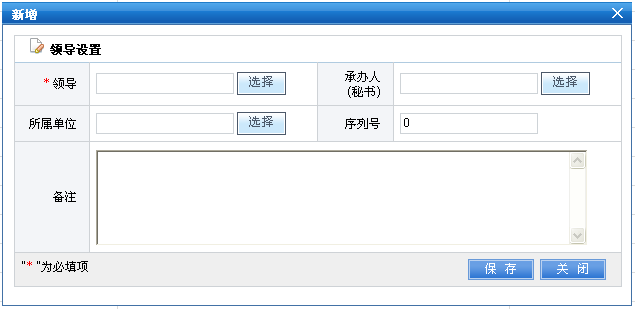 新增
领导设置
*领导 选择 承办人
(秘书) 选择
所属单位 选择 序列号 0
备注
"* "为必填项 保 存 关 闭